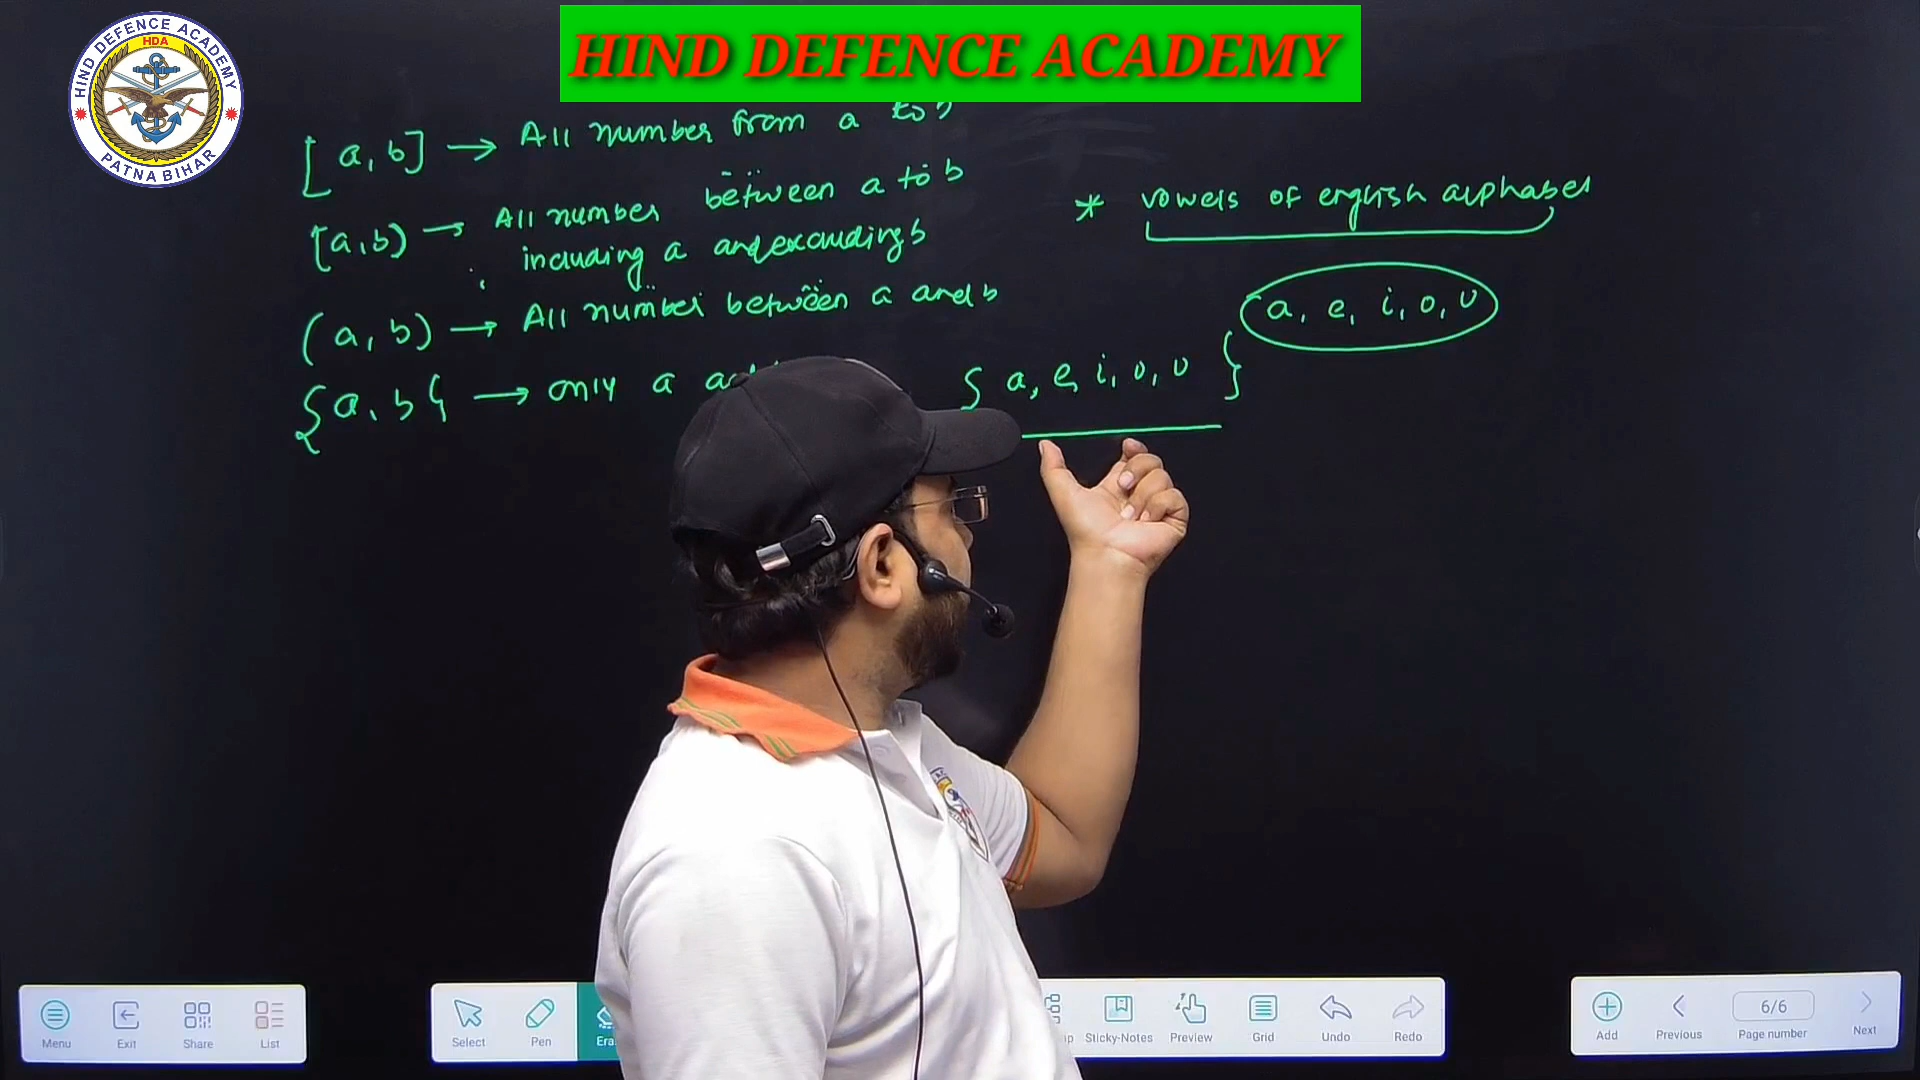 HIND DEFENCE ACADEMY
HIND DEFENCE ACADEMY
HDA
PATNA BIHAR
[a, b] → All number from a to b
[a, b) → All number between a to b
including a and excluding b
(a, b) → All number between a and b
{a, b} → only a
* vowels of english alphabet
a, e, i, o, u
{ a, e, i, o, u }
Menu Exit Share List
Select Pen Sticky-Notes Preview Grid Undo Redo
Add Previous 6/6 Page number Next